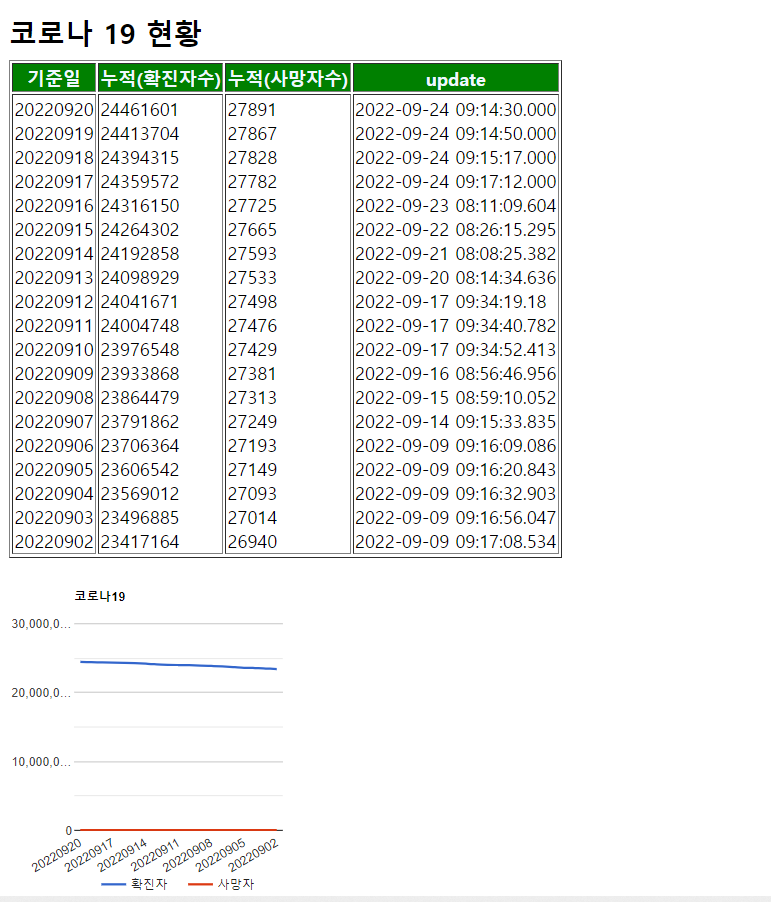 코로나 19 현황
기준일 누적(확진자수) 누적(사망자수) update
20220920 24461601 27891 2022-09-24 09:14:30.000
20220919 24413704 27867 2022-09-24 09:14:50.000
20220918 24394315 27828 2022-09-24 09:15:17.000
20220917 24359572 27782 2022-09-24 09:17:12.000
20220916 24316150 27725 2022-09-23 08:11:09.604
20220915 24264302 27665 2022-09-22 08:26:15.295
20220914 24192858 27593 2022-09-21 08:08:25.382
20220913 24098929 27533 2022-09-20 08:14:34.636
20220912 24041671 27498 2022-09-17 09:34:19.18
20220911 24004748 27476 2022-09-17 09:34:40.782
20220910 23976548 27429 2022-09-17 09:34:52.413
20220909 23933868 27381 2022-09-16 08:56:46.956
20220908 23864479 27313 2022-09-15 08:59:10.052
20220907 23791862 27249 2022-09-14 09:15:33.835
20220906 23706364 27193 2022-09-09 09:16:09.086
20220905 23606542 27149 2022-09-09 09:16:20.843
20220904 23569012 27093 2022-09-09 09:16:32.903
20220903 23496885 27014 2022-09-09 09:16:56.047
20220902 23417164 26940 2022-09-09 09:17:08.534
코로나19
30,000,0...
20,000,0...
10,000,0...
0
20220920 20220917 20220914 20220911 20220908 20220905 20220902
확진자 사망자